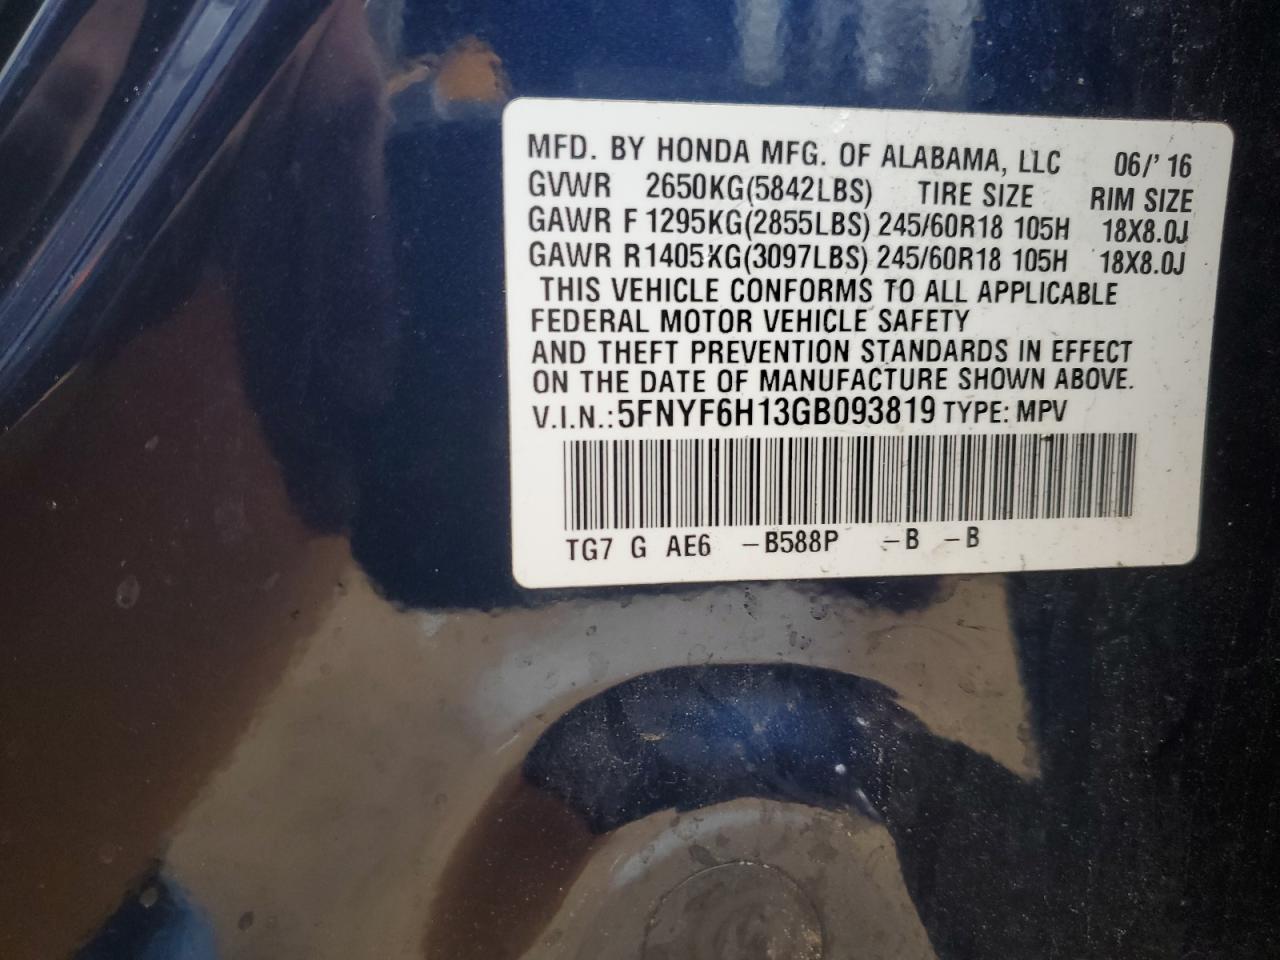 MFD. BY HONDA MFG. OF ALABAMA, LLC 06/' 16
GVWR 2650KG(5842LBS) TIRE SIZE RIM SIZE
GAWR F 1295KG(2855LBS) 245/60R18 105H 18X8.0J
GAWR R1405KG(3097LBS) 245/60R18 105H 18X8.0J
THIS VEHICLE CONFORMS TO ALL APPLICABLE
FEDERAL MOTOR VEHICLE SAFETY
AND THEFT PREVENTION STANDARDS IN EFFECT
ON THE DATE OF MANUFACTURE SHOWN ABOVE.
V.I.N.: 5FNYF6H13GB093819 TYPE: MPV
TG7 G AE6 -B588P -B -B